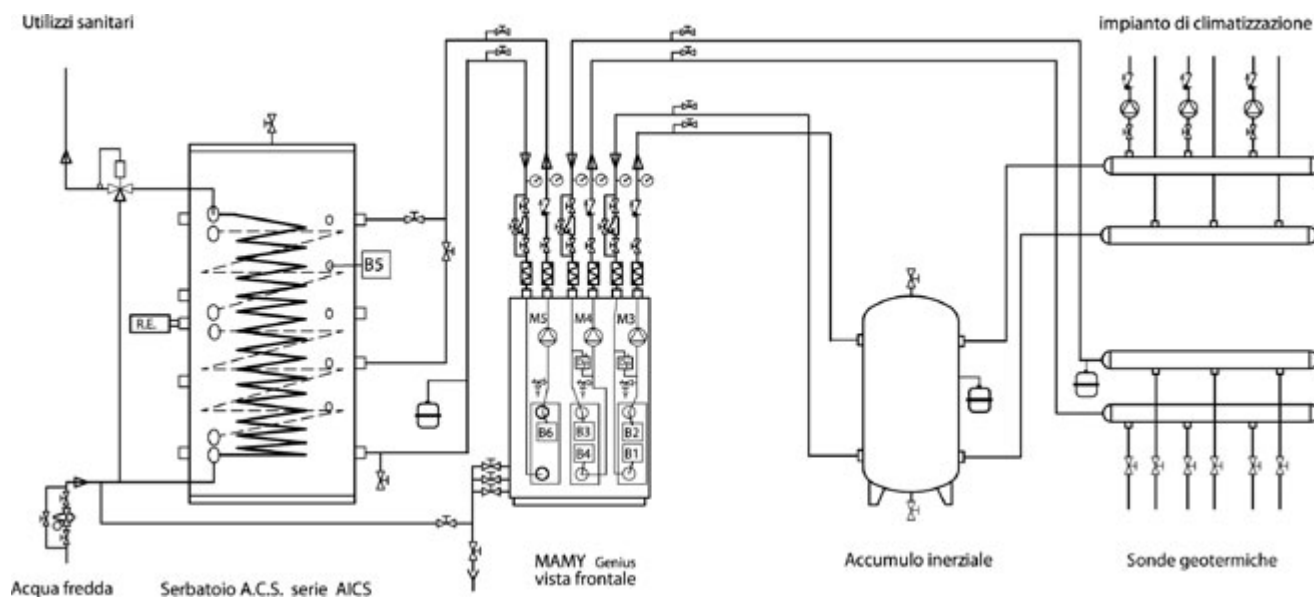 Utilizzi sanitari
impianto di climatizzazione
B5
R.E.
M5 M4 M3
B6 B3 B2
B4 B1
MAMY Genius
vista frontale
Accumulo inerziale
Sonde geotermiche
Acqua fredda
Serbatoio A.C.S. serie AICS